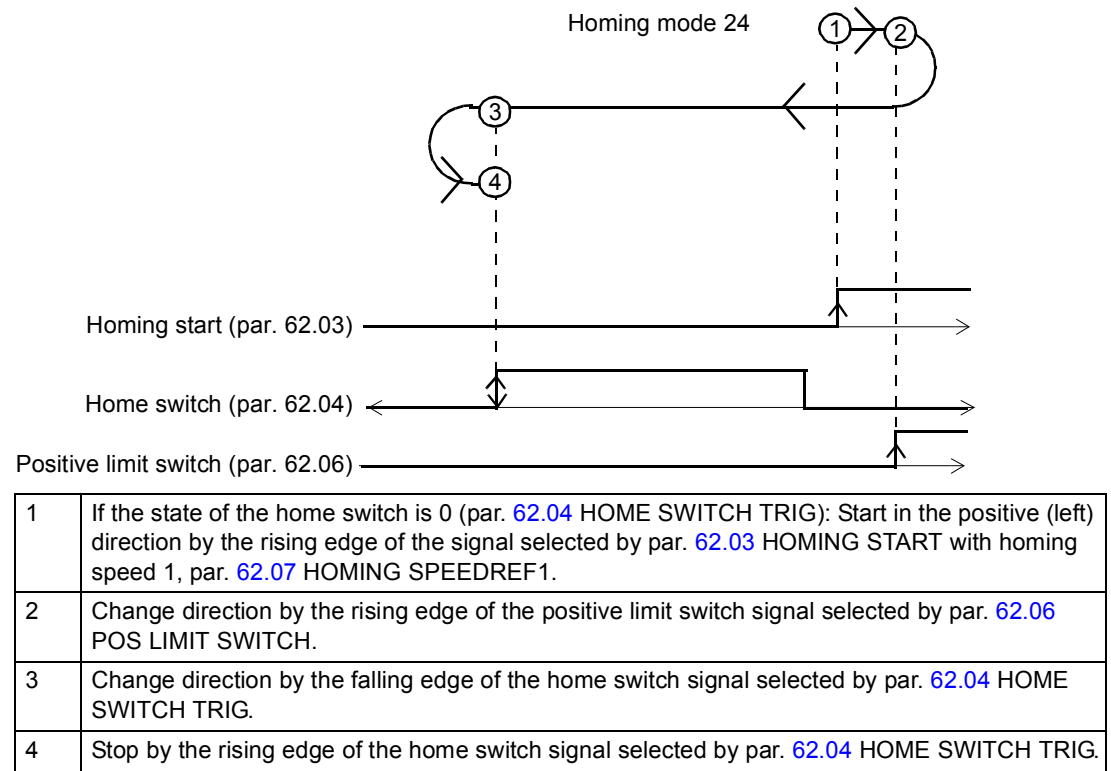 Homing mode 24
1
2
3
4
Homing start (par. 62.03)
Home switch (par. 62.04)
Positive limit switch (par. 62.06)
1 If the state of the home switch is 0 (par. 62.04 HOME SWITCH TRIG): Start in the positive (left)
direction by the rising edge of the signal selected by par. 62.03 HOMING START with homing
speed 1, par. 62.07 HOMING SPEEDREF1.
2 Change direction by the rising edge of the positive limit switch signal selected by par. 62.06
POS LIMIT SWITCH.
3 Change direction by the falling edge of the home switch signal selected by par. 62.04 HOME
SWITCH TRIG.
4 Stop by the rising edge of the home switch signal selected by par. 62.04 HOME SWITCH TRIG.